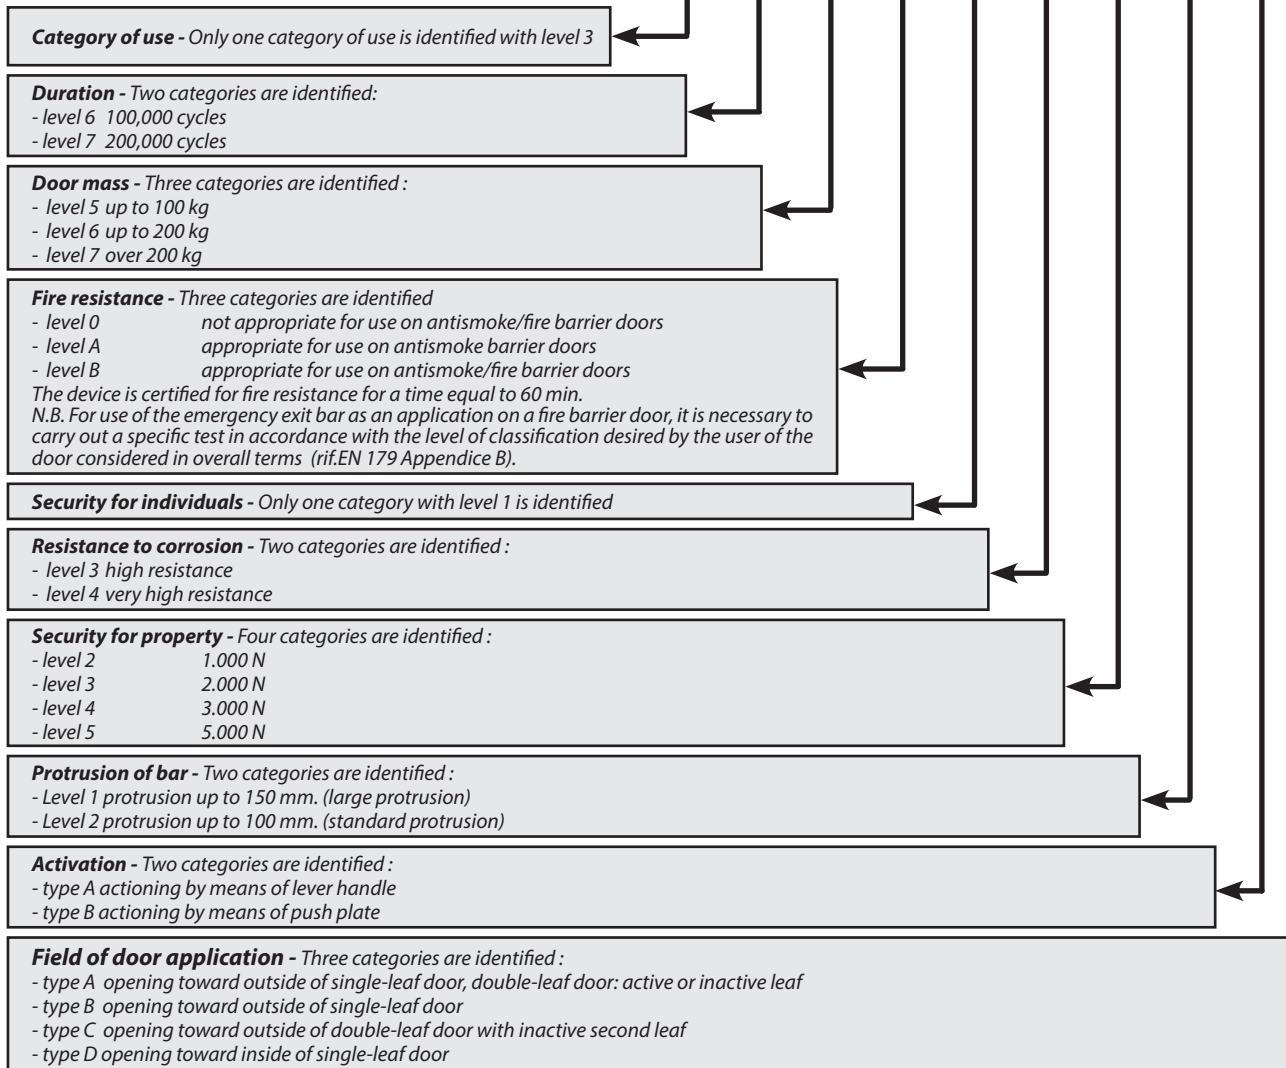 Category of use - Only one category of use is identified with level 3
Duration - Two categories are identified:
- level 6 100,000 cycles
- level 7 200,000 cycles
Door mass - Three categories are identified :
- level 5 up to 100 kg
- level 6 up to 200 kg
- level 7 over 200 kg
Fire resistance - Three categories are identified
- level 0 not appropriate for use on antismoke/fire barrier doors
- level A appropriate for use on antismoke barrier doors
- level B appropriate for use on antismoke/fire barrier doors
The device is certified for fire resistance for a time equal to 60 min.
N.B. For use of the emergency exit bar as an application on a fire barrier door, it is necessary to
carry out a specific test in accordance with the level of classification desired by the user of the
door considered in overall terms (rif.EN 179 Appendice B).
Security for individuals - Only one category with level 1 is identified
Resistance to corrosion - Two categories are identified :
- level 3 high resistance
- level 4 very high resistance
Security for property - Four categories are identified :
- level 2 1.000 N
- level 3 2.000 N
- level 4 3.000 N
- level 5 5.000 N
Protrusion of bar - Two categories are identified :
- Level 1 protrusion up to 150 mm. (large protrusion)
- Level 2 protrusion up to 100 mm. (standard protrusion)
Activation - Two categories are identified :
- type A actioning by means of lever handle
- type B actioning by means of push plate
Field of door application - Three categories are identified :
- type A opening toward outside of single-leaf door, double-leaf door: active or inactive leaf
- type B opening toward outside of single-leaf door
- type C opening toward outside of double-leaf door with inactive second leaf
- type D opening toward inside of single-leaf door